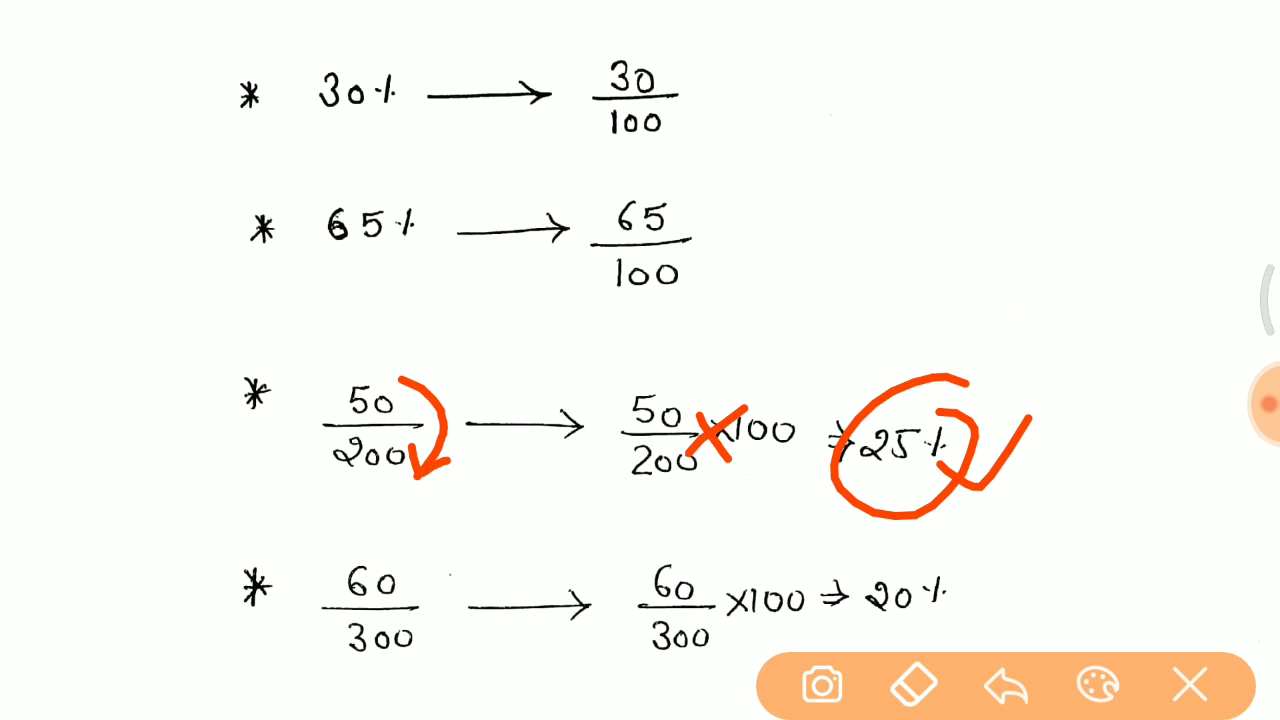 * 30% → 30/100
* 65% → 65/100
* 50/200 → 50/200 ×100 ⇒ 25%
* 60/300 → 60/300 ×100 ⇒ 20%